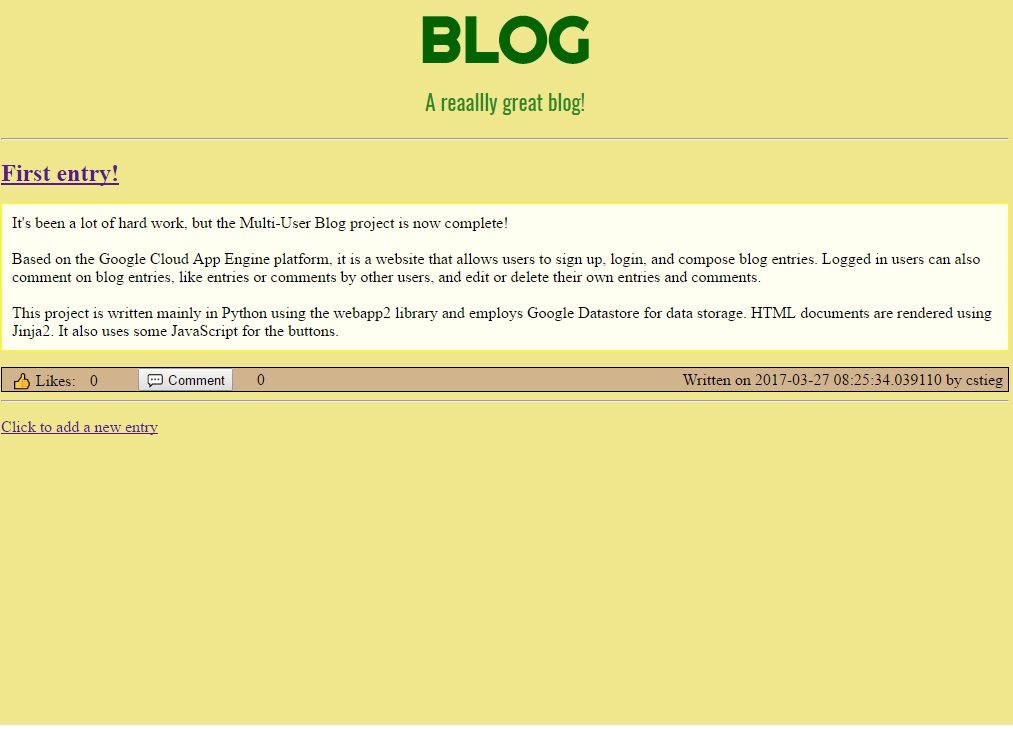 BLOG
A reaallly great blog!
First entry!
It's been a lot of hard work, but the Multi-User Blog project is now complete!
Based on the Google Cloud App Engine platform, it is a website that allows users to sign up, login, and compose blog entries. Logged in users can also
comment on blog entries, like entries or comments by other users, and edit or delete their own entries and comments.
This project is written mainly in Python using the webapp2 library and employs Google Datastore for data storage. HTML documents are rendered using
Jinja2. It also uses some JavaScript for the buttons.
Likes: 0 Comment 0 Written on 2017-03-27 08:25:34.039110 by cstieg
Click to add a new entry